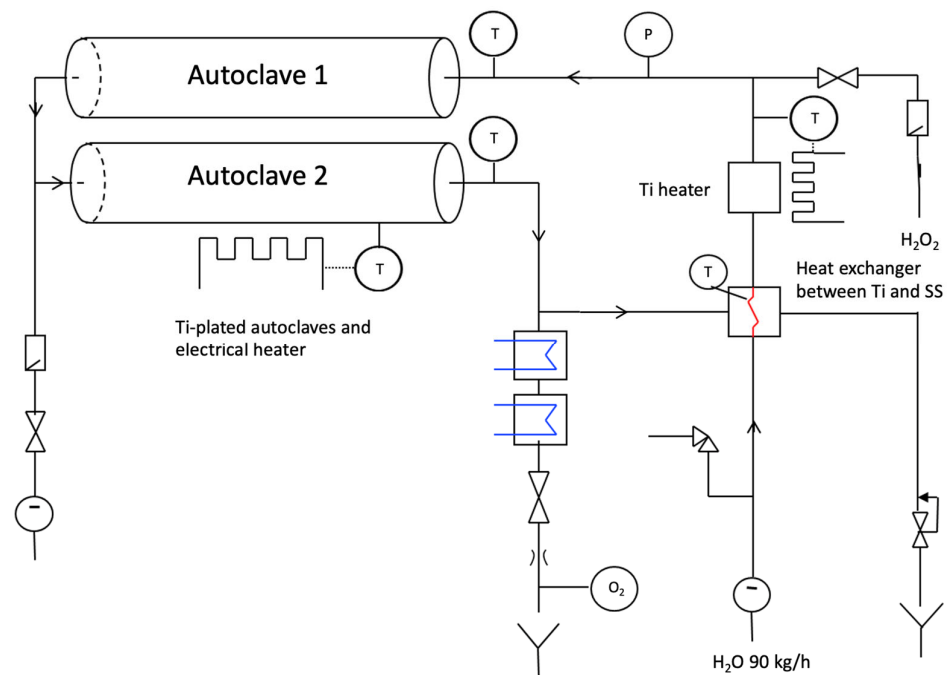 T
P
Autoclave 1
T
T
Autoclave 2
Ti heater
H₂O₂
T
T
Heat exchanger
between Ti and SS
Ti-plated autoclaves and
electrical heater
-
O₂
-
H₂O 90 kg/h